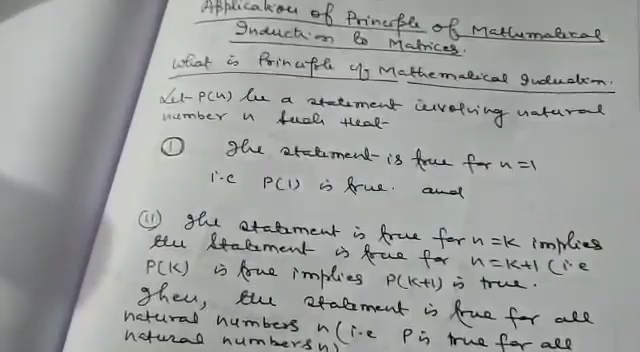 Application of Principle of Mathematical
Induction to Matrices.
What is Principle of Mathematical Induction.
Let P(n) be a statement involving natural
number n such that
(I) The statement is true for n=1
i.e P(1) is true. and
(II) The statement is true for n=k implies
the statement is true for n=k+1 (i.e
P(k) is true implies P(k+1) is true.
Then, the statement is true for all
natural numbers n (i.e P is true for all
natural numbers n)